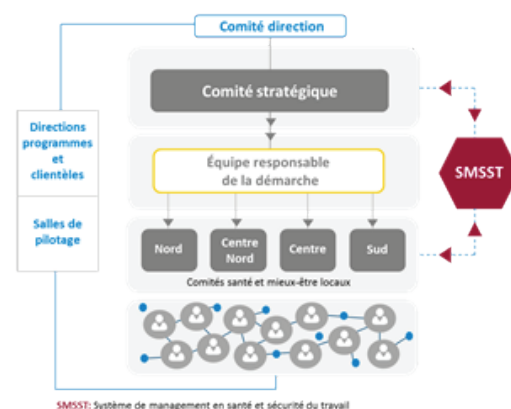 Comité direction
Comité stratégique
Directions
programmes
et
clientèles
Salles de
pilotage
Équipe responsable
de la démarche
SMSST
Nord
Centre
Nord
Centre
Sud
Comités santé et mieux-être locaux
SMSST: Système de management en santé et sécurité du travail